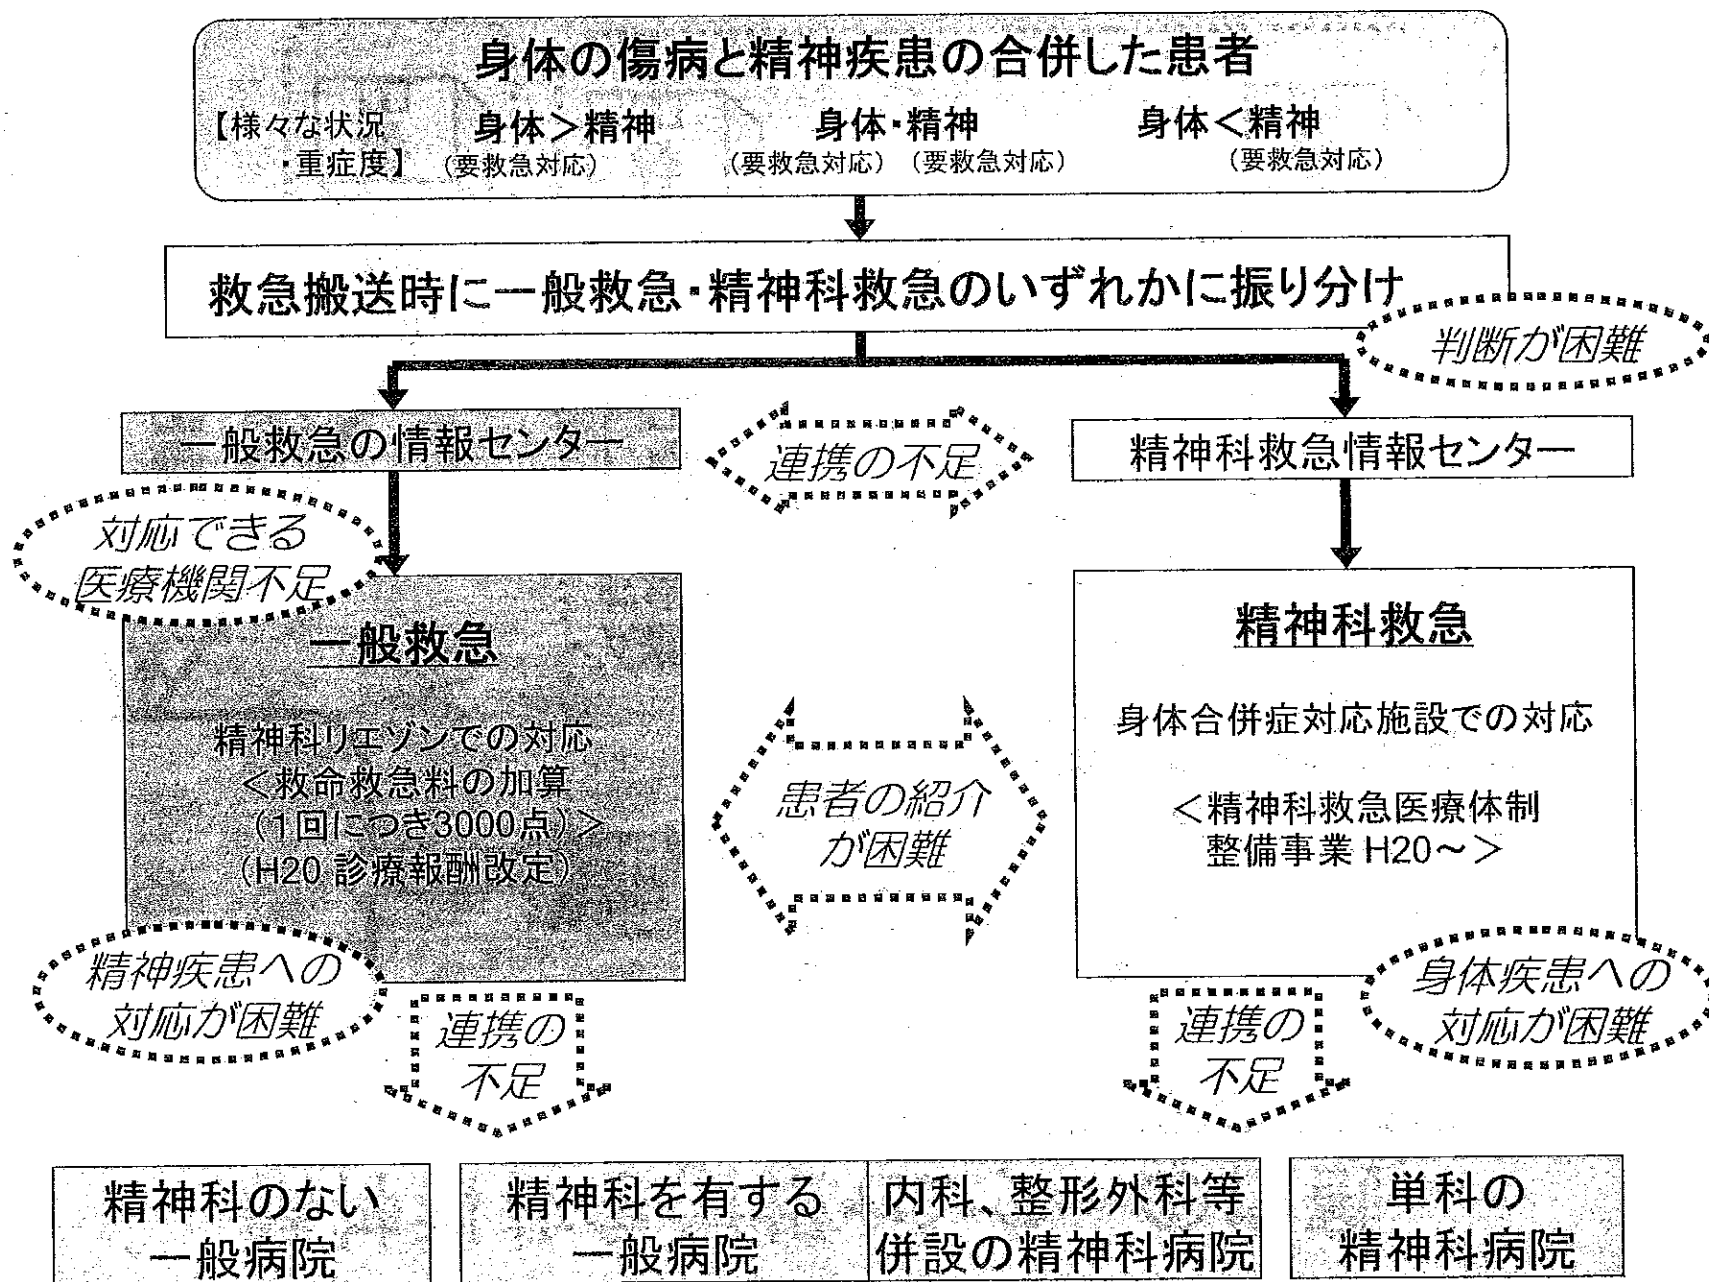 身体の傷病と精神疾患の合併した患者
【様々な状況 身体＞精神 身体・精神 身体＜精神
・重症度】 （要救急対応） （要救急対応） （要救急対応） （要救急対応）
救急搬送時に一般救急・精神科救急のいずれかに振り分け
判断が困難
一般救急の情報センター
連携の不足
精神科救急情報センター
対応できる
医療機関不足
一般救急
精神科リエゾンでの対応
＜救命救急料の加算
（1回につき3000点）＞
（H20 診療報酬改定）
患者の紹介
が困難
精神科救急
身体合併症対応施設での対応
＜精神科救急医療体制
整備事業 H20～＞
精神疾患への
対応が困難
連携の
不足
連携の
不足
身体疾患への
対応が困難
精神科のない
一般病院
精神科を有する
一般病院
内科、整形外科等
併設の精神科病院
単科の
精神科病院